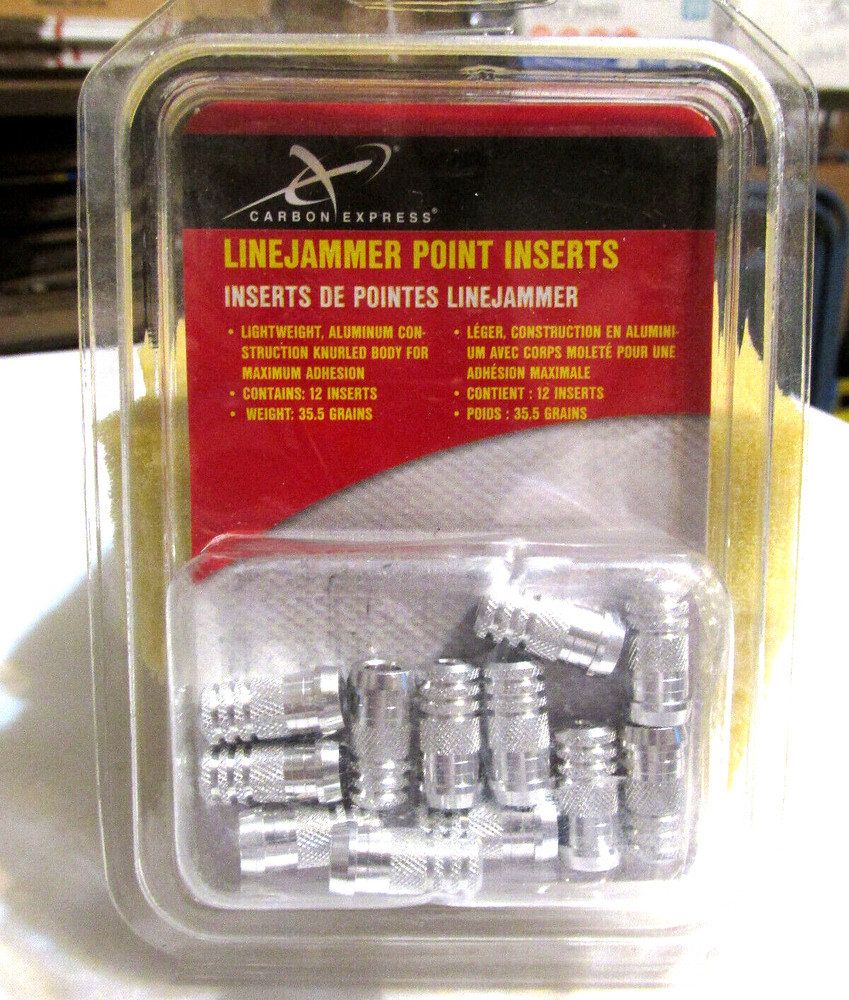 CARBON EXPRESS®
LINEJAMMER POINT INSERTS
INSERTS DE POINTES LINEJAMMER
• LIGHTWEIGHT, ALUMINUM CON-
STRUCTION KNURLED BODY FOR
MAXIMUM ADHESION
• CONTAINS: 12 INSERTS
• WEIGHT: 35.5 GRAINS
• LÉGER, CONSTRUCTION EN ALUMINI-
UM AVEC CORPS MOLETÉ POUR UNE
ADHÉSION MAXIMALE
• CONTIENT : 12 INSERTS
• POIDS : 35.5 GRAINS